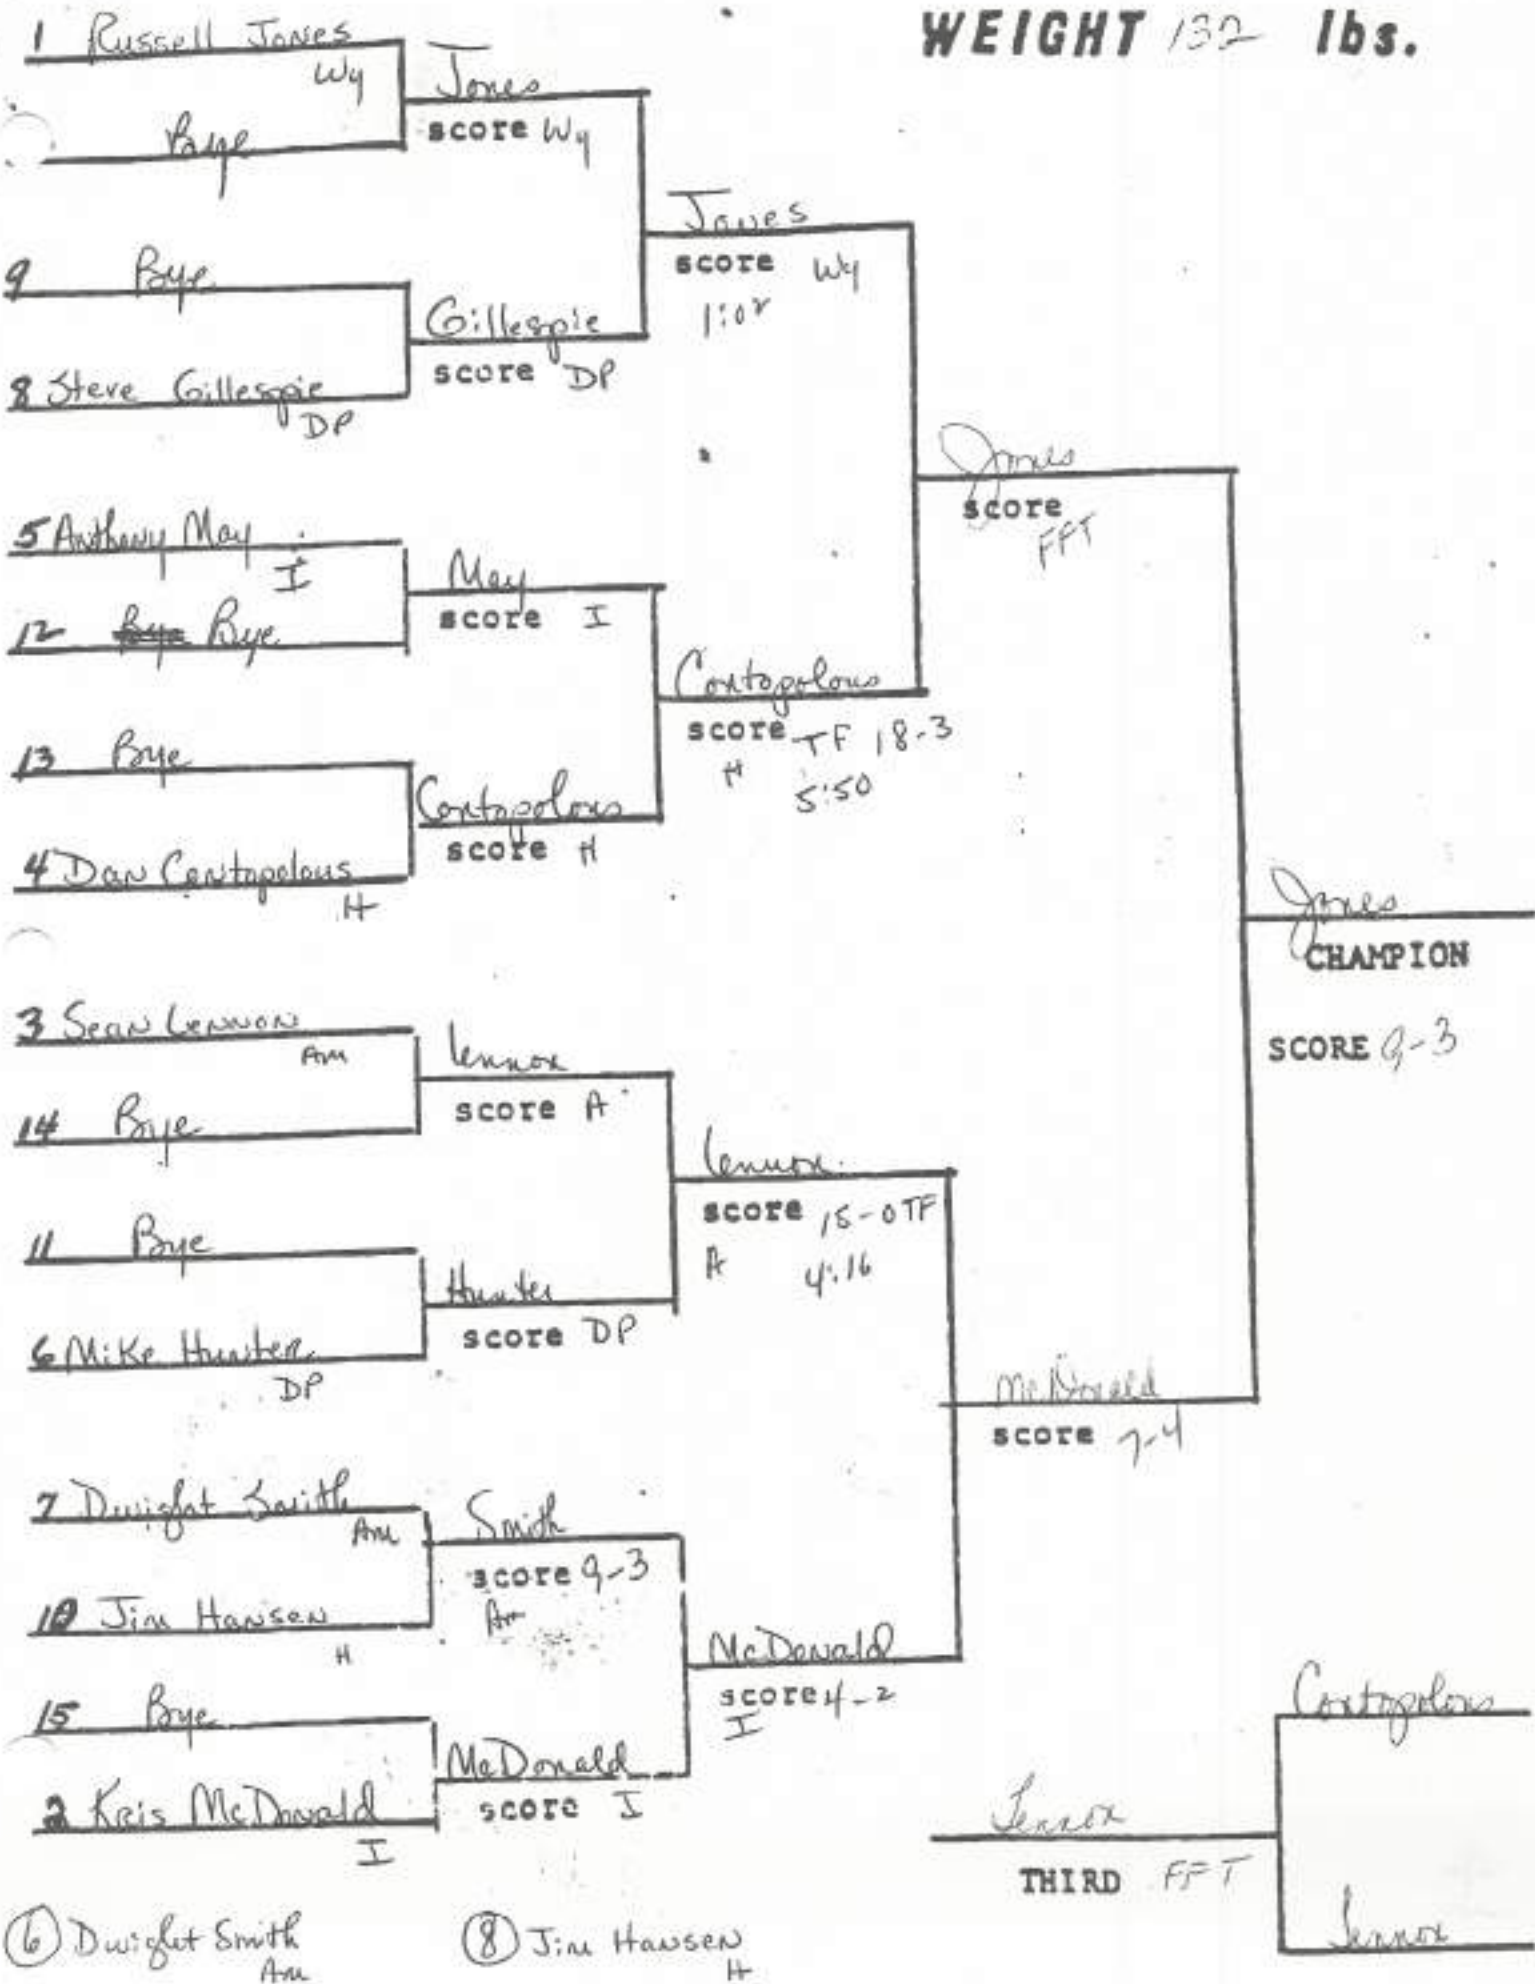 WEIGHT 132 lbs.
1 Russell Jones
Wy
Bye
Jones
score Wy
9 Bye
8 Steve Gillespie
DP
Gillespie
score DP
Jones
score Wy
1:02
5 Anthony May
I
12 Bye Bye
May
score I
13 Bye
4 Dan Contopolous
H
Contopolous
score H
Contopolous
score TF 18-3
H 5:50
Jones
score
FFT
3 Sean Lennon
Am
14 Bye
Lennox
score A
11 Bye
6 Mike Hunter
DP
Hunter
score DP
Lennox
score 15-0 TF
A 4:16
7 Dwight Smith
Am
10 Jim Hansen
H
Smith
score 9-3
Am
15 Bye
2 Kris McDonald
I
McDonald
score I
McDonald
score 4-2
I
McDonald
score 7-4
Jones
CHAMPION
SCORE 9-3
Contopolous
Lennox
Lennox
THIRD FFT
6 Dwight Smith
Am
8 Jim Hansen
H